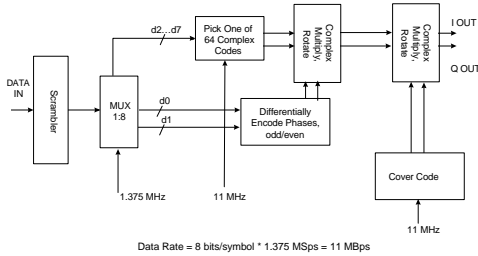 DATA
IN
Scrambler
MUX
1:8
d2...d7
d0
d1
Pick One of
64 Complex
Codes
Differentially
Encode Phases,
odd/even
Complex
Multiply,
Rotate
Complex
Multiply,
Rotate
I OUT
Q OUT
Cover Code
1.375 MHz
11 MHz
11 MHz
Data Rate = 8 bits/symbol * 1.375 MSps = 11 MBps